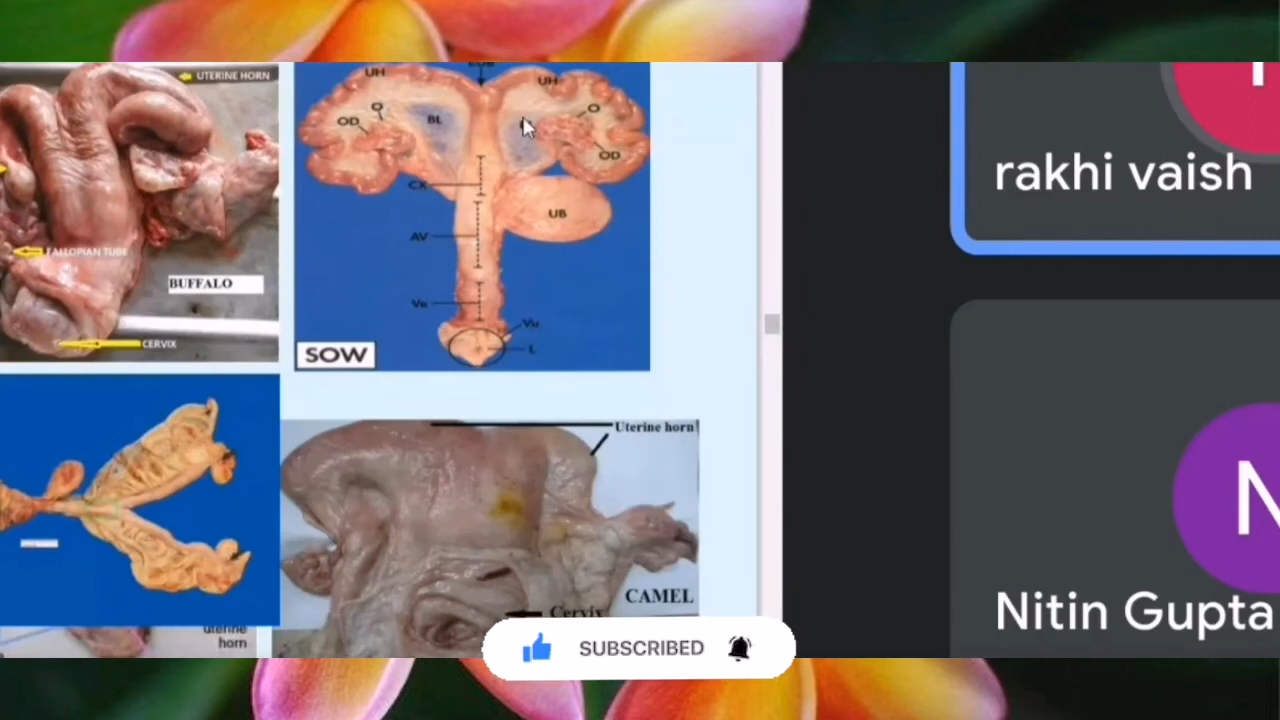 UTERINE HORN
FALLOPIAN TUBE
BUFFALO
CERVIX
UH
UH
O
O
OD
BL
OD
CX
UB
AV
Ve
Vu
L
SOW
Uterine horn
CAMEL
Cervix
uterine
horn
rakhi vaish
N
Nitin Gupta
SUBSCRIBED